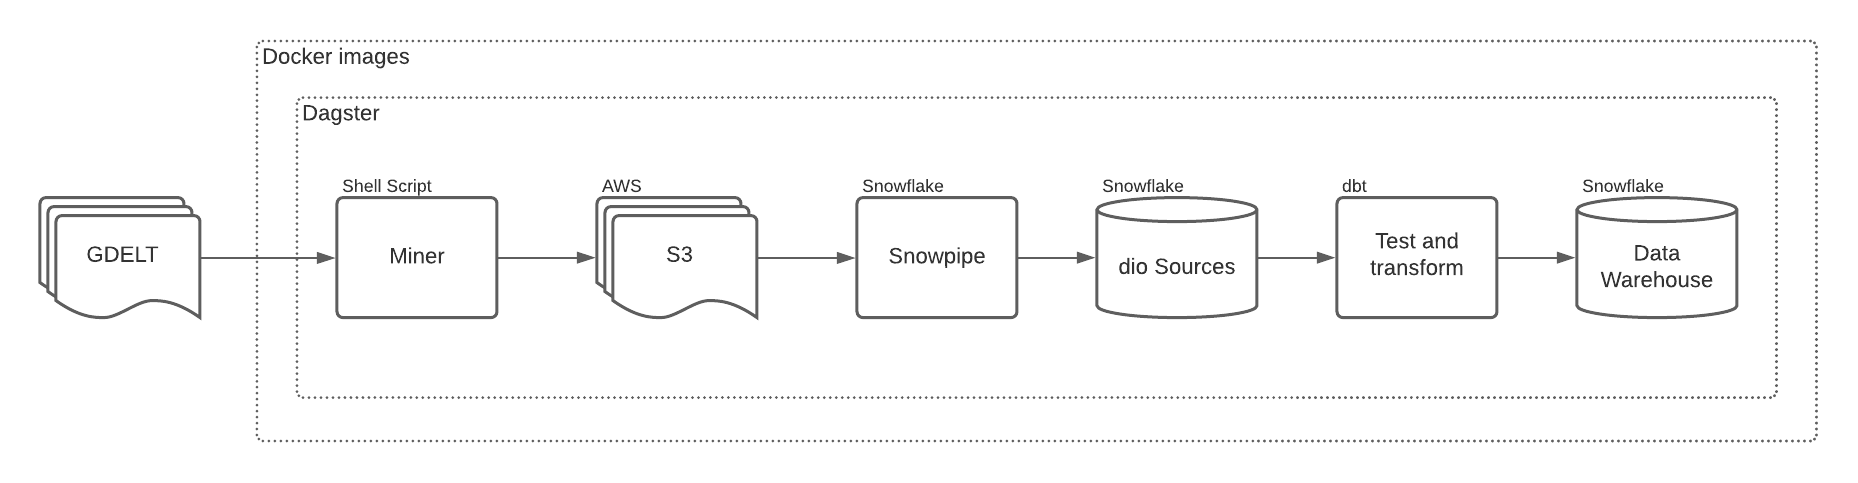 Docker images
Dagster
Shell Script
AWS
Snowflake
Snowflake
dbt
Snowflake
GDELT
Miner
S3
Snowpipe
dio Sources
Test and
transform
Data
Warehouse